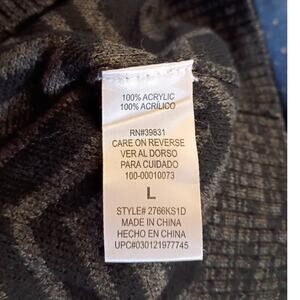 100% ACRYLIC
100% ACRÍLICO
RN#39831
CARE ON REVERSE
VER AL DORSO
PARA CUIDADO
100-00010073
L
STYLE# 2766KS1D
MADE IN CHINA
HECHO EN CHINA
UPC#030121977745